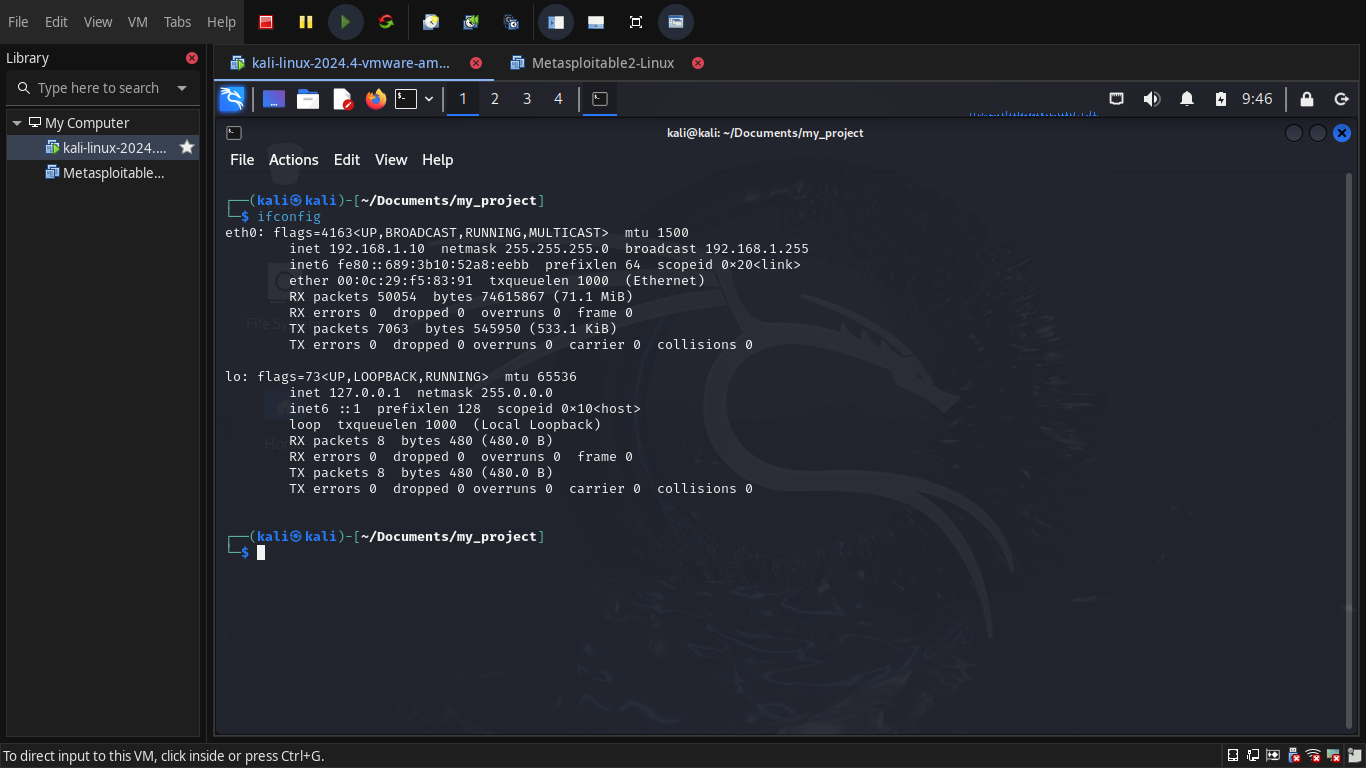 File Edit View VM Tabs Help
Library
Type here to search
My Computer
kali-linux-2024....
Metasploitable...
kali-linux-2024.4-vmware-am...
Metasploitable2-Linux
1 2 3 4
9:46
kali@kali: ~/Documents/my_project
File Actions Edit View Help
┌──(kali㉿kali)-[~/Documents/my_project]
└─$ ifconfig
eth0: flags=4163<UP,BROADCAST,RUNNING,MULTICAST>  mtu 1500
        inet 192.168.1.10  netmask 255.255.255.0  broadcast 192.168.1.255
        inet6 fe80::689:3b10:52a8:eebb  prefixlen 64  scopeid 0×20<link>
        ether 00:0c:29:f5:83:91  txqueuelen 1000  (Ethernet)
        RX packets 50054  bytes 74615867 (71.1 MiB)
        RX errors 0  dropped 0  overruns 0  frame 0
        TX packets 7063  bytes 545950 (533.1 KiB)
        TX errors 0  dropped 0 overruns 0  carrier 0  collisions 0
lo: flags=73<UP,LOOPBACK,RUNNING>  mtu 65536
        inet 127.0.0.1  netmask 255.0.0.0
        inet6 ::1  prefixlen 128  scopeid 0×10<host>
        loop  txqueuelen 1000  (Local Loopback)
        RX packets 8  bytes 480 (480.0 B)
        RX errors 0  dropped 0  overruns 0  frame 0
        TX packets 8  bytes 480 (480.0 B)
        TX errors 0  dropped 0 overruns 0  carrier 0  collisions 0
┌──(kali㉿kali)-[~/Documents/my_project]
└─$
To direct input to this VM, click inside or press Ctrl+G.